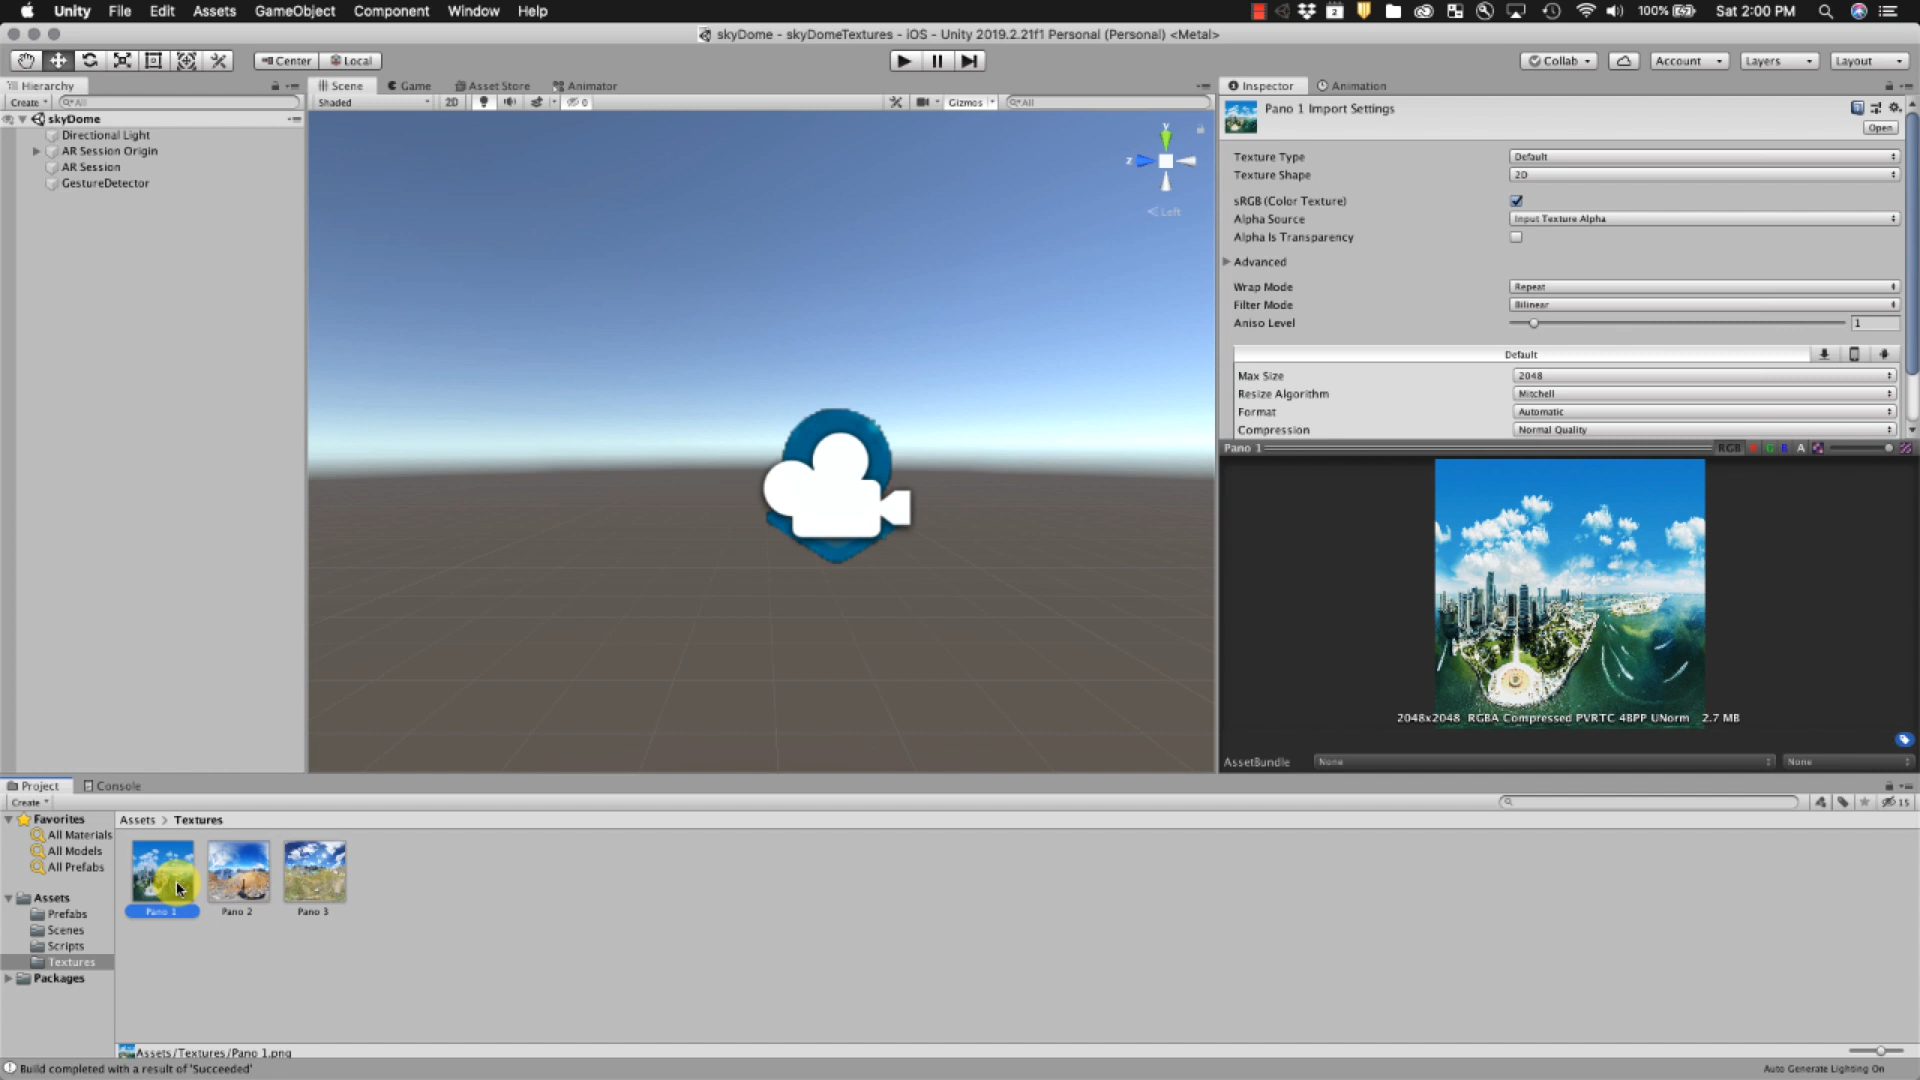 Unity File Edit Assets GameObject Component Window Help 2 100% Sat 2:00 PM
skyDome - skyDomeTextures - iOS - Unity 2019.2.21f1 Personal (Personal) <Metal>
Center Local Collab Account Layers Layout
Hierarchy Scene Game Asset Store Animator Inspector Animation
Create All Shaded 2D 0 Gizmos All
Pano 1 Import Settings
Open
skyDome
Directional Light
AR Session Origin
AR Session
GestureDetector
y
z
Left
Texture Type Default
Texture Shape 2D
sRGB (Color Texture)
Alpha Source Input Texture Alpha
Alpha Is Transparency
Advanced
Wrap Mode Repeat
Filter Mode Bilinear
Aniso Level 1
Default
Max Size 2048
Resize Algorithm Mitchell
Format Automatic
Compression Normal Quality
Pano 1 RGB R G B A
2048x2048 RGBA Compressed PVRTC 4BPP UNorm 2.7 MB
AssetBundle None None
Project Console
Create 15
Favorites
All Materials
All Models
All Prefabs
Assets
Prefabs
Scenes
Scripts
Textures
Packages
Assets > Textures
Pano 1 Pano 2 Pano 3
Assets/Textures/Pano 1.png
Build completed with a result of 'Succeeded'
Auto Generate Lighting On